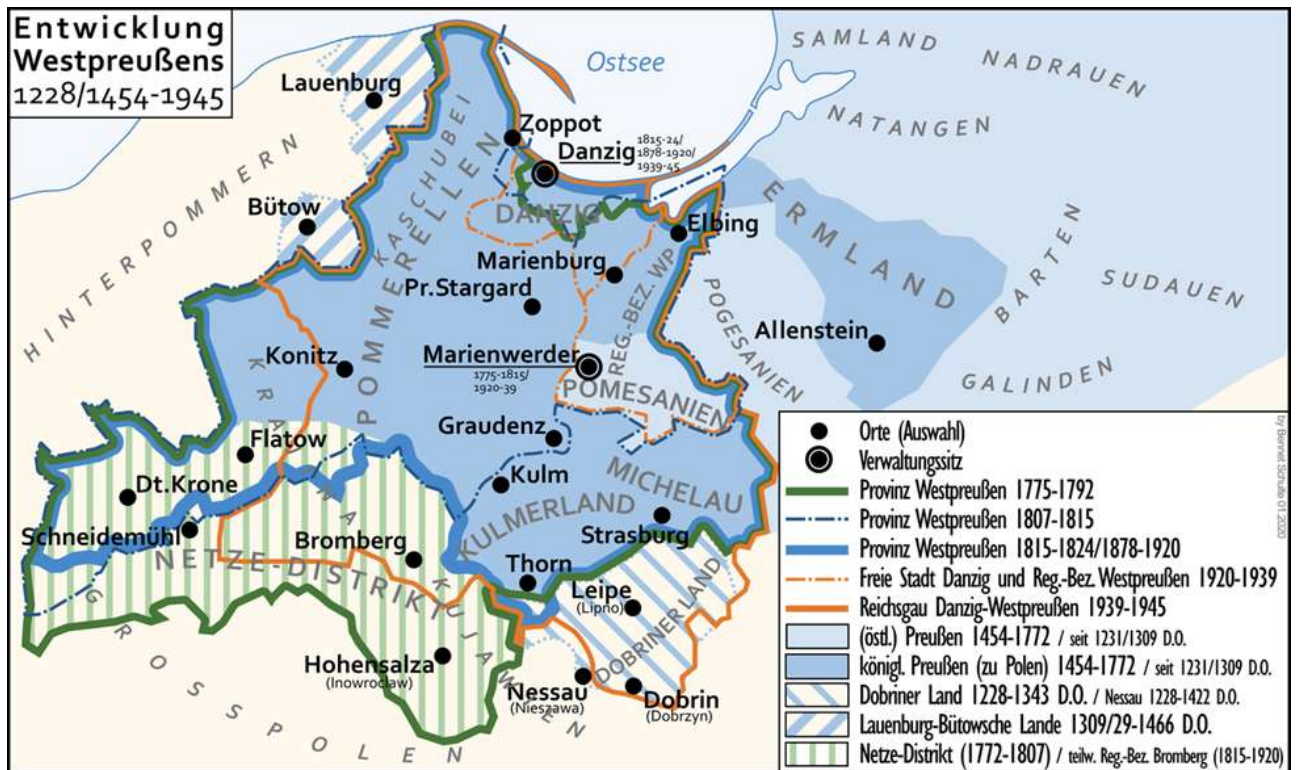 Entwicklung
Westpreußens
1228/1454-1945
Ostsee
SAMLAND
NADRAUEN
NATANGEN
Lauenburg
KASCHUBEI
Zoppot
Danzig
1815-24/
1878-1920/
1939-45
HINTERPOMMERN
Bütow
POMMERELLEN
DANZIG
Elbing
ERMLAND
BARTEN
SUDAUEN
Marienburg
REG.-BEZ. WP
Pr.Stargard
POGESANIEN
Allenstein
Konitz
Marienwerder
1775-1815/
1920-39
POMESANIEN
GALINDEN
KRAJNA
Graudenz
Flatow
Kulm
MICHELAU
Dt.Krone
KULMERLAND
Strasburg
Schneidemühl
Bromberg
NETZE-DISTRIKT
Thorn
Leipe
(Lipno)
DOBRINERLAND
KUJAWIEN
GROSSPOLEN
Hohensalza
(Inowrocław)
Nessau
(Nieszawa)
Dobrin
(Dobrzyn)
Orte (Auswahl)
Verwaltungssitz
Provinz Westpreußen 1775-1792
Provinz Westpreußen 1807-1815
Provinz Westpreußen 1815-1824/1878-1920
Freie Stadt Danzig und Reg.-Bez. Westpreußen 1920-1939
Reichsgau Danzig-Westpreußen 1939-1945
(östl.) Preußen 1454-1772 / seit 1231/1309 D.O.
königl. Preußen (zu Polen) 1454-1772 / seit 1231/1309 D.O.
Dobriner Land 1228-1343 D.O. / Nessau 1228-1422 D.O.
Lauenburg-Bütowsche Lande 1309/29-1466 D.O.
Netze-Distrikt (1772-1807) / teilw. Reg.-Bez. Bromberg (1815-1920)
by Bennet Schulte 01.2020